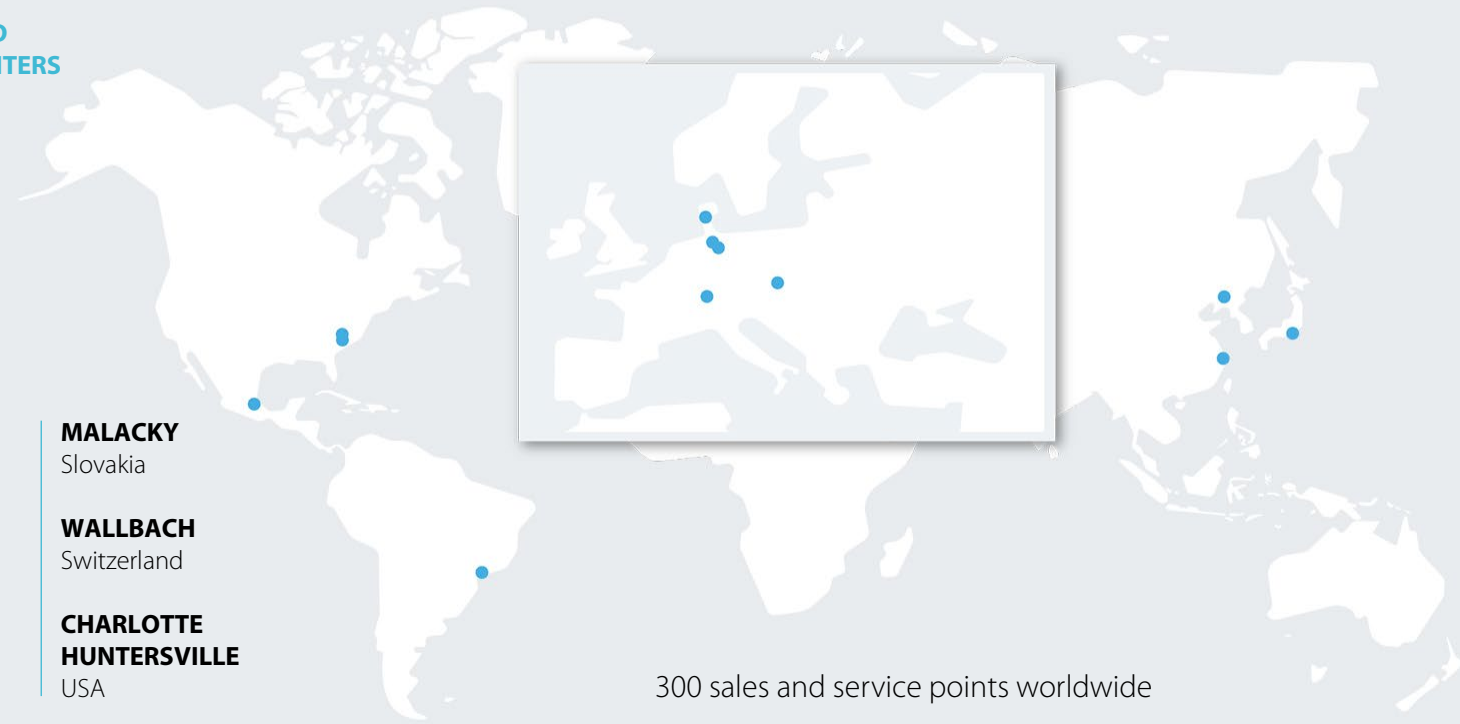 MALACKY
Slovakia
WALLBACH
Switzerland
CHARLOTTE
HUNTERSVILLE
USA
300 sales and service points worldwide